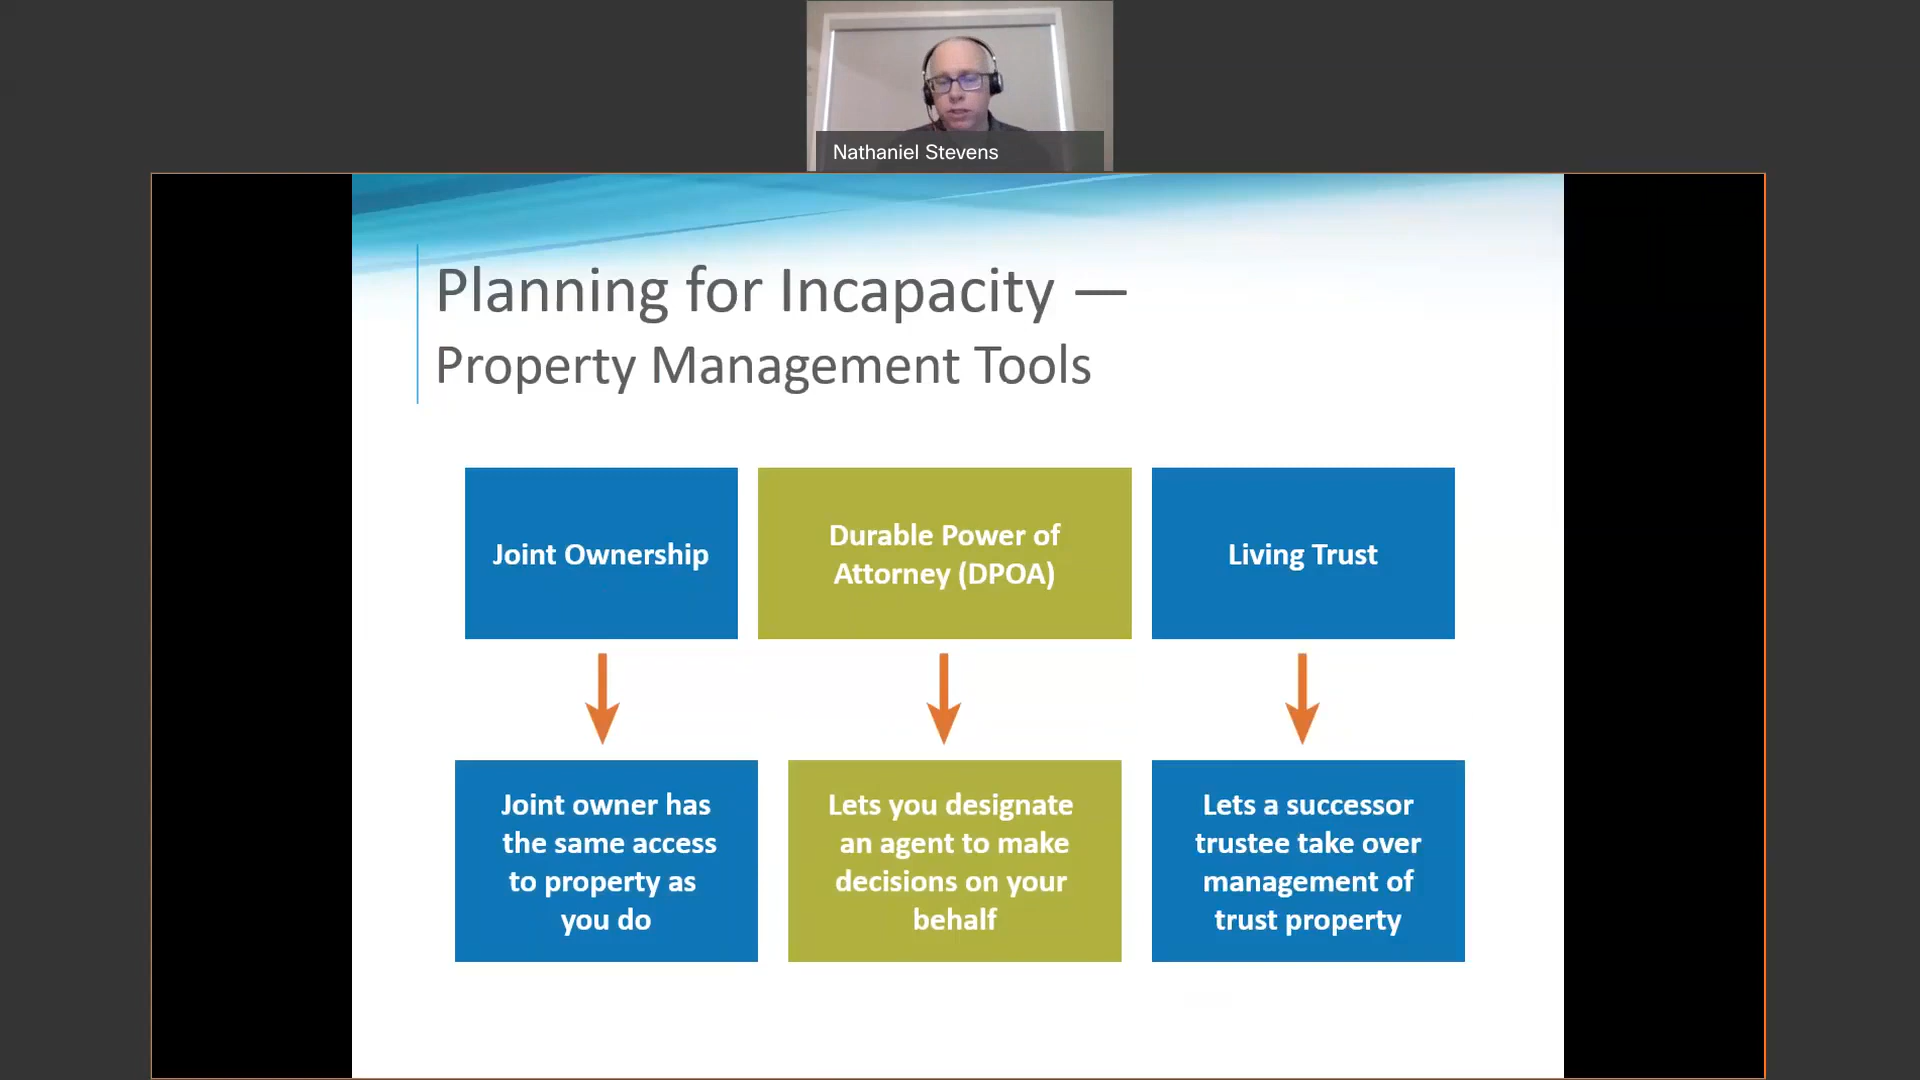 Nathaniel Stevens
Planning for Incapacity —
Property Management Tools
Joint Ownership
Durable Power of
Attorney (DPOA)
Living Trust
Joint owner has
the same access
to property as
you do
Lets you designate
an agent to make
decisions on your
behalf
Lets a successor
trustee take over
management of
trust property